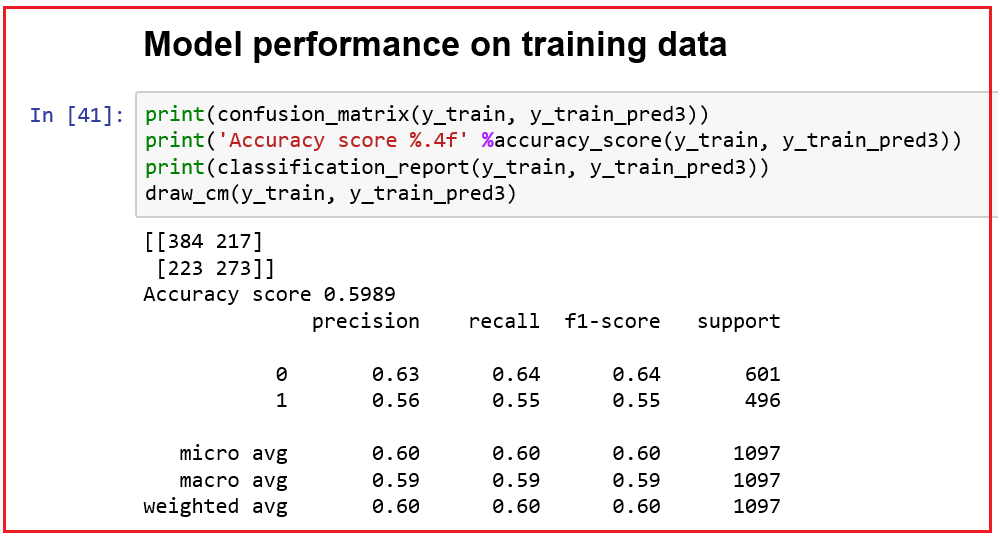 Model performance on training data
In [41]:
print(confusion_matrix(y_train, y_train_pred3))
print('Accuracy score %.4f' %accuracy_score(y_train, y_train_pred3))
print(classification_report(y_train, y_train_pred3))
draw_cm(y_train, y_train_pred3)
[[384 217]
[223 273]]
Accuracy score 0.5989
precision recall f1-score support
0 0.63 0.64 0.64 601
1 0.56 0.55 0.55 496
micro avg 0.60 0.60 0.60 1097
macro avg 0.59 0.59 0.59 1097
weighted avg 0.60 0.60 0.60 1097